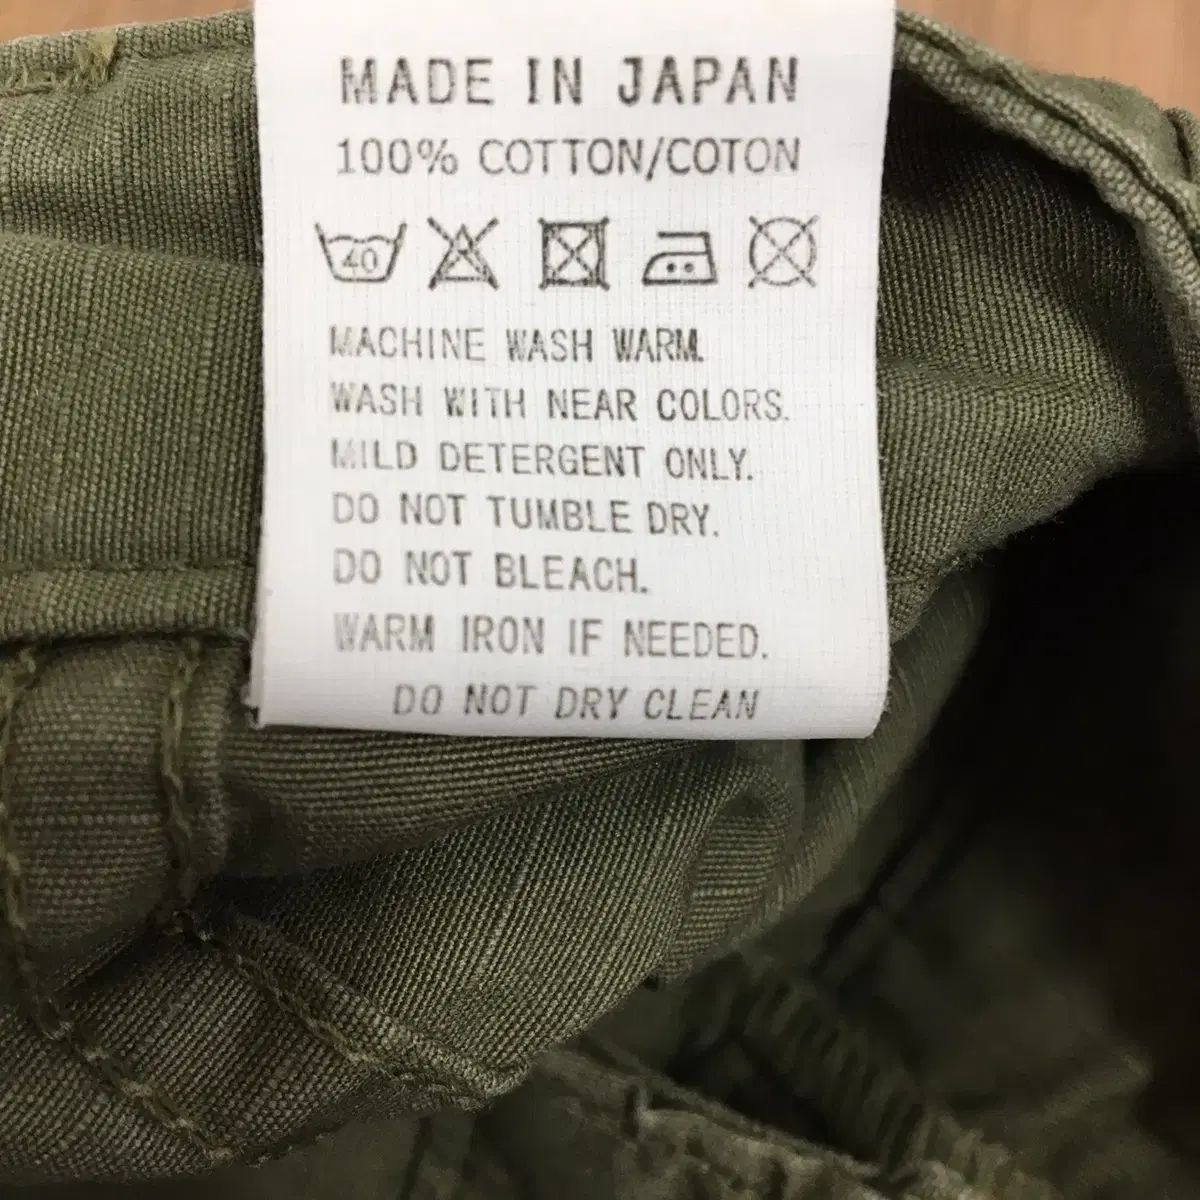 MADE IN JAPAN
100% COTTON/COTON
40
MACHINE WASH WARM.
WASH WITH NEAR COLORS.
MILD DETERGENT ONLY.
DO NOT TUMBLE DRY.
DO NOT BLEACH.
WARM IRON IF NEEDED.
DO NOT DRY CLEAN